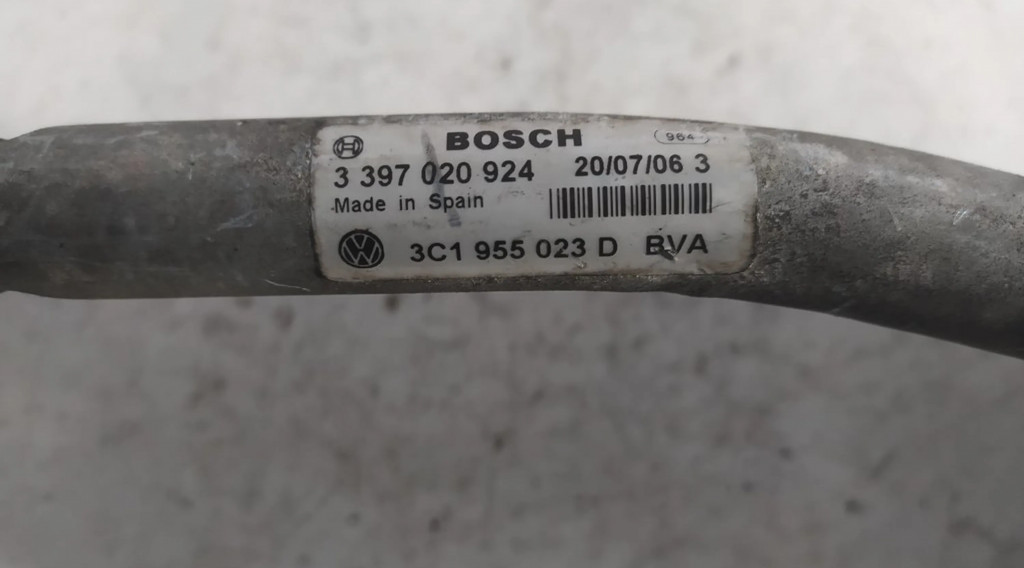 BOSCH 964
3 397 020 924 20/07/06 3
Made in Spain
3C1 955 023 D BVA